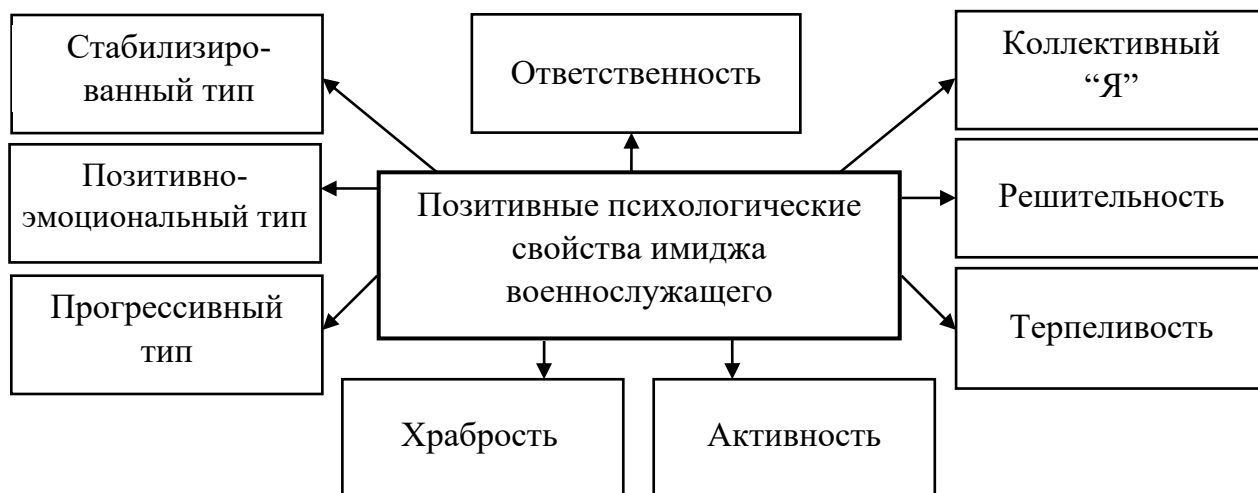 Стабилизиро-
ванный тип
Ответственность
Коллективный
“Я”
Позитивно-
эмоциональный тип
Позитивные психологические
свойства имиджа
военнослужащего
Решительность
Прогрессивный
тип
Терпеливость
Храбрость
Активность